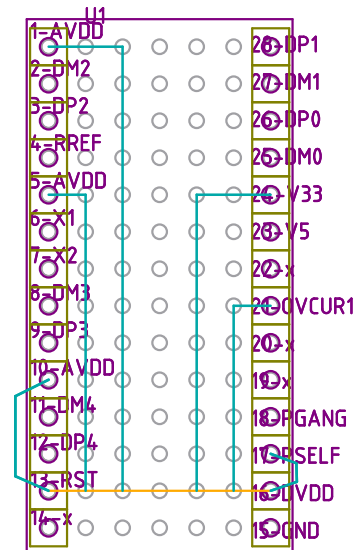 U1
1-AVDD
2-DM2
3-DP2
4-RREF
5-AVDD
6-X1
7-X2
8-DM3
9-DP3
10-AVDD
11-DM4
12-DP4
13-RST
14-x
28-DP1
27-DM1
26-DP0
25-DM0
24-V33
23-V5
22-x
21-OVCUR1
20-x
19-x
18-PGANG
17-PSELF
16-DVDD
15-GND